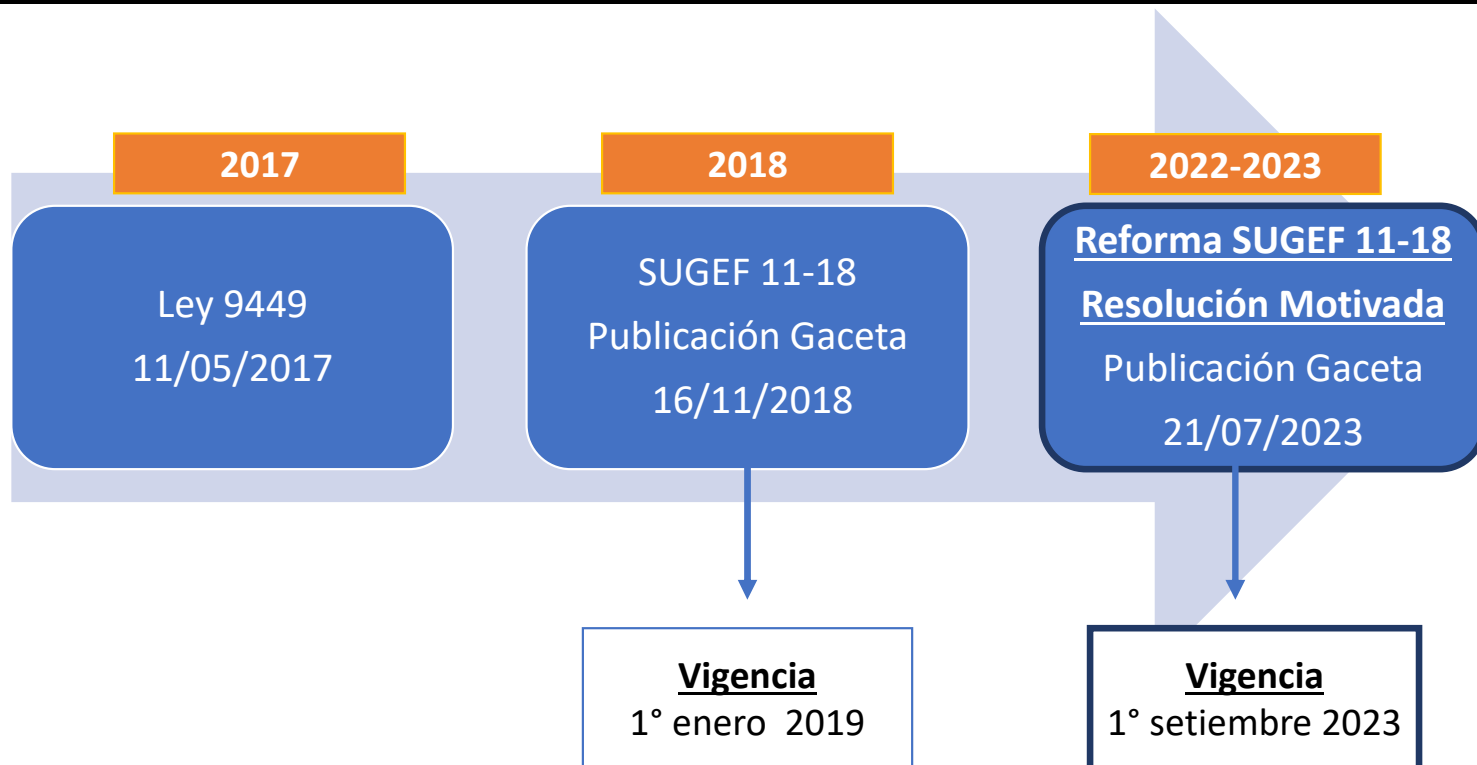 2017
Ley 9449
11/05/2017
2018
SUGEF 11-18
Publicación Gaceta
16/11/2018
Vigencia
1° enero 2019
2022-2023
Reforma SUGEF 11-18
Resolución Motivada
Publicación Gaceta
21/07/2023
Vigencia
1° setiembre 2023